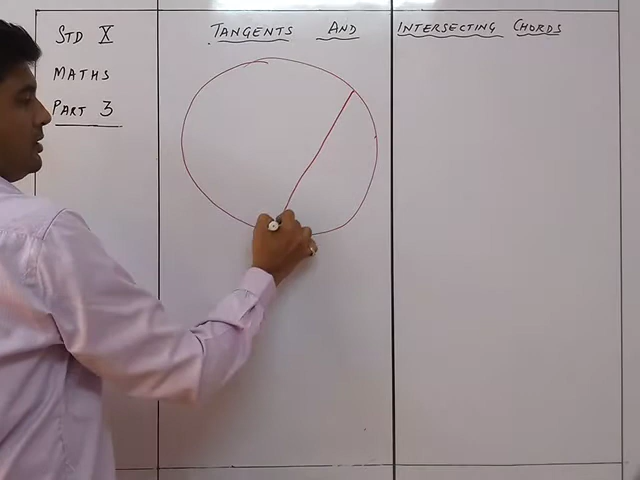 STD X
MATHS
PART 3
TANGENTS AND INTERSECTING CHORDS